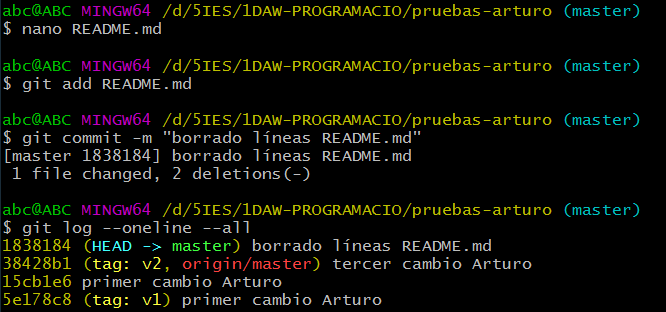 abc@ABC MINGW64 /d/5IES/1DAW-PROGRAMACIO/pruebas-arturo (master)
$ nano README.md
abc@ABC MINGW64 /d/5IES/1DAW-PROGRAMACIO/pruebas-arturo (master)
$ git add README.md
abc@ABC MINGW64 /d/5IES/1DAW-PROGRAMACIO/pruebas-arturo (master)
$ git commit -m "borrado líneas README.md"
[master 1838184] borrado líneas README.md
1 file changed, 2 deletions(-)
abc@ABC MINGW64 /d/5IES/1DAW-PROGRAMACIO/pruebas-arturo (master)
$ git log --oneline --all
1838184 (HEAD -> master) borrado líneas README.md
38428b1 (tag: v2, origin/master) tercer cambio Arturo
15cb1e6 primer cambio Arturo
5e178c8 (tag: v1) primer cambio Arturo